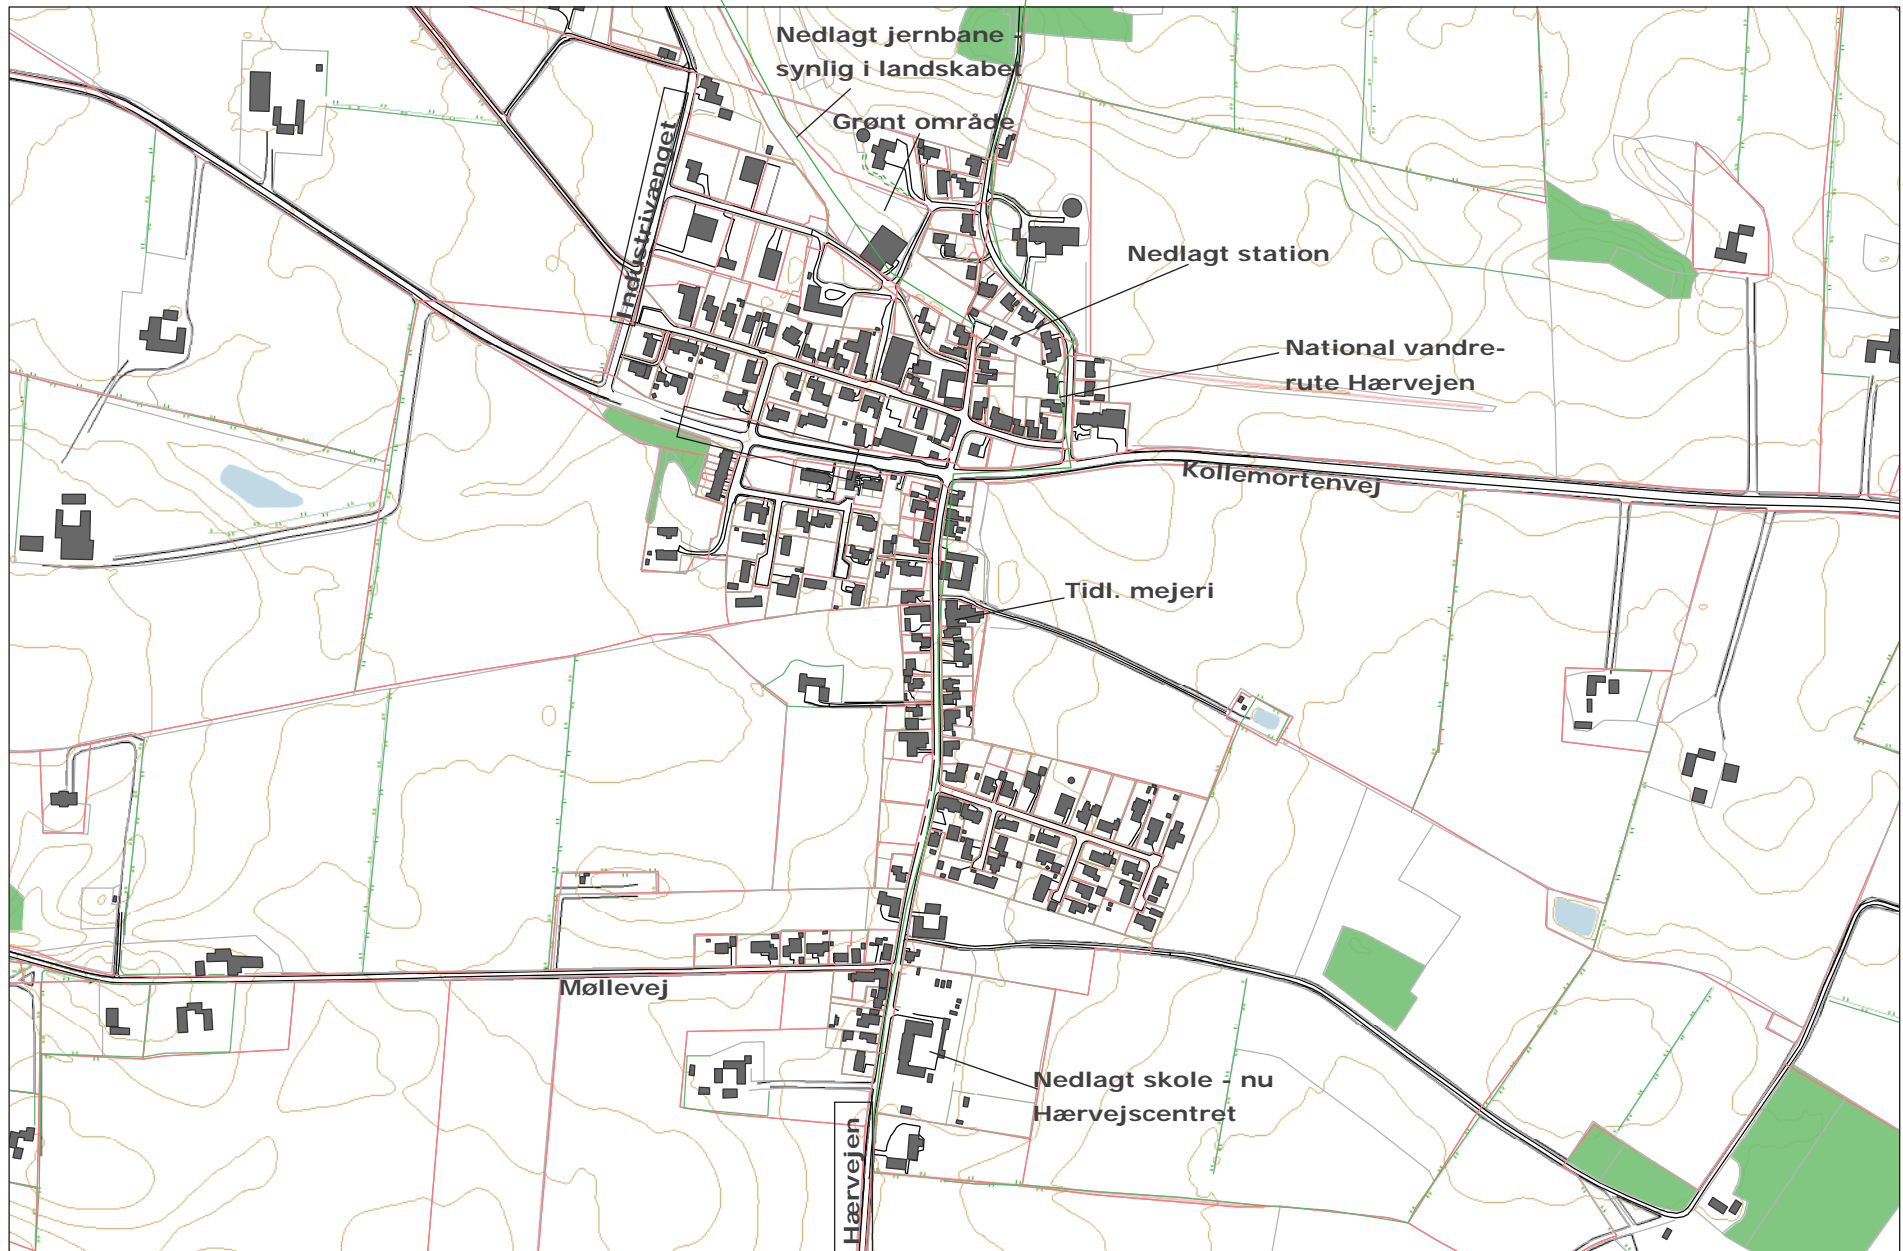 Nedlagt jernbane -
synlig i landskabet
Grønt område
Industrivænget
Nedlagt station
National vandre-
rute Hærvejen
Kollemortenvej
Tidl. mejeri
Møllevej
Nedlagt skole - nu
Hærvejscentret
Hærvejen